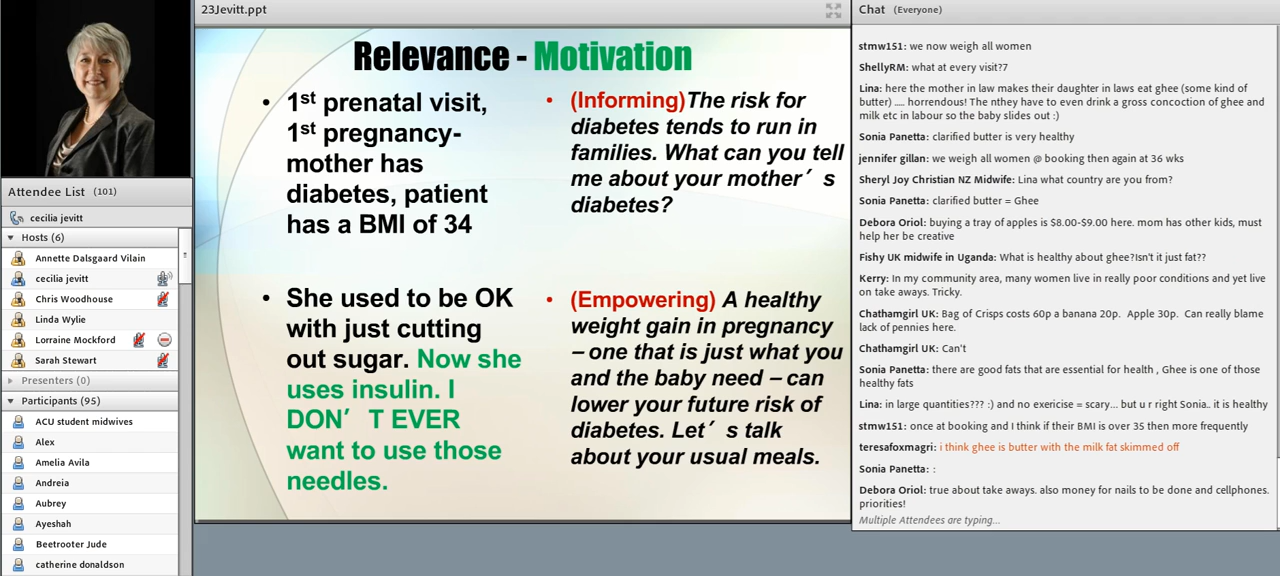 23Jevitt.ppt
Relevance - Motivation
• 1st prenatal visit,
1st pregnancy-
mother has
diabetes, patient
has a BMI of 34
• She used to be OK
with just cutting
out sugar. Now she
uses insulin. I
DON’T EVER
want to use those
needles.
• (Informing)The risk for
diabetes tends to run in
families. What can you tell
me about your mother’s
diabetes?
• (Empowering) A healthy
weight gain in pregnancy
– one that is just what you
and the baby need – can
lower your future risk of
diabetes. Let’s talk
about your usual meals.
Attendee List (101)
cecilia jevitt
Hosts (6)
Annette Dalsgaard Vilain
cecilia jevitt
Chris Woodhouse
Linda Wylie
Lorraine Mockford
Sarah Stewart
Presenters (0)
Participants (95)
ACU student midwives
Alex
Amelia Avila
Andreia
Aubrey
Ayeshah
Beetrooter Jude
catherine donaldson
Chat (Everyone)
stmw151: we now weigh all women
ShellyRM: what at every visit??
Lina: here the mother in law makes their daughter in laws eat ghee (some kind of
butter) .... horrendous! The nthey have to even drink a gross concoction of ghee and
milk etc in labour so the baby slides out :)
Sonia Panetta: clarified butter is very healthy
jennifer gillan: we weigh all women @ booking then again at 36 wks
Sheryl Joy Christian NZ Midwife: Lina what country are you from?
Sonia Panetta: clarified butter = Ghee
Debora Oriol: buying a tray of apples is $8.00-$9.00 here. mom has other kids, must
help her be creative
Fishy UK midwife in Uganda: What is healthy about ghee?Isn't it just fat??
Kerry: In my community area, many women live in really poor conditions and yet live
on take aways. Tricky.
Chathamgirl UK: Bag of Crisps costs 60p a banana 20p. Apple 30p. Can really blame
lack of pennies here.
Chathamgirl UK: Can't
Sonia Panetta: there are good fats that are essential for health , Ghee is one of those
healthy fats
Lina: in large quantities??? :) and no exericise = scary... but u r right Sonia.. it is healthy
stmw151: once at booking and I think if their BMI is over 35 then more frequently
teresafoxmagri: i think ghee is butter with the milk fat skimmed off
Sonia Panetta: :
Debora Oriol: true about take aways. also money for nails to be done and cellphones.
priorities!
Multiple Attendees are typing...